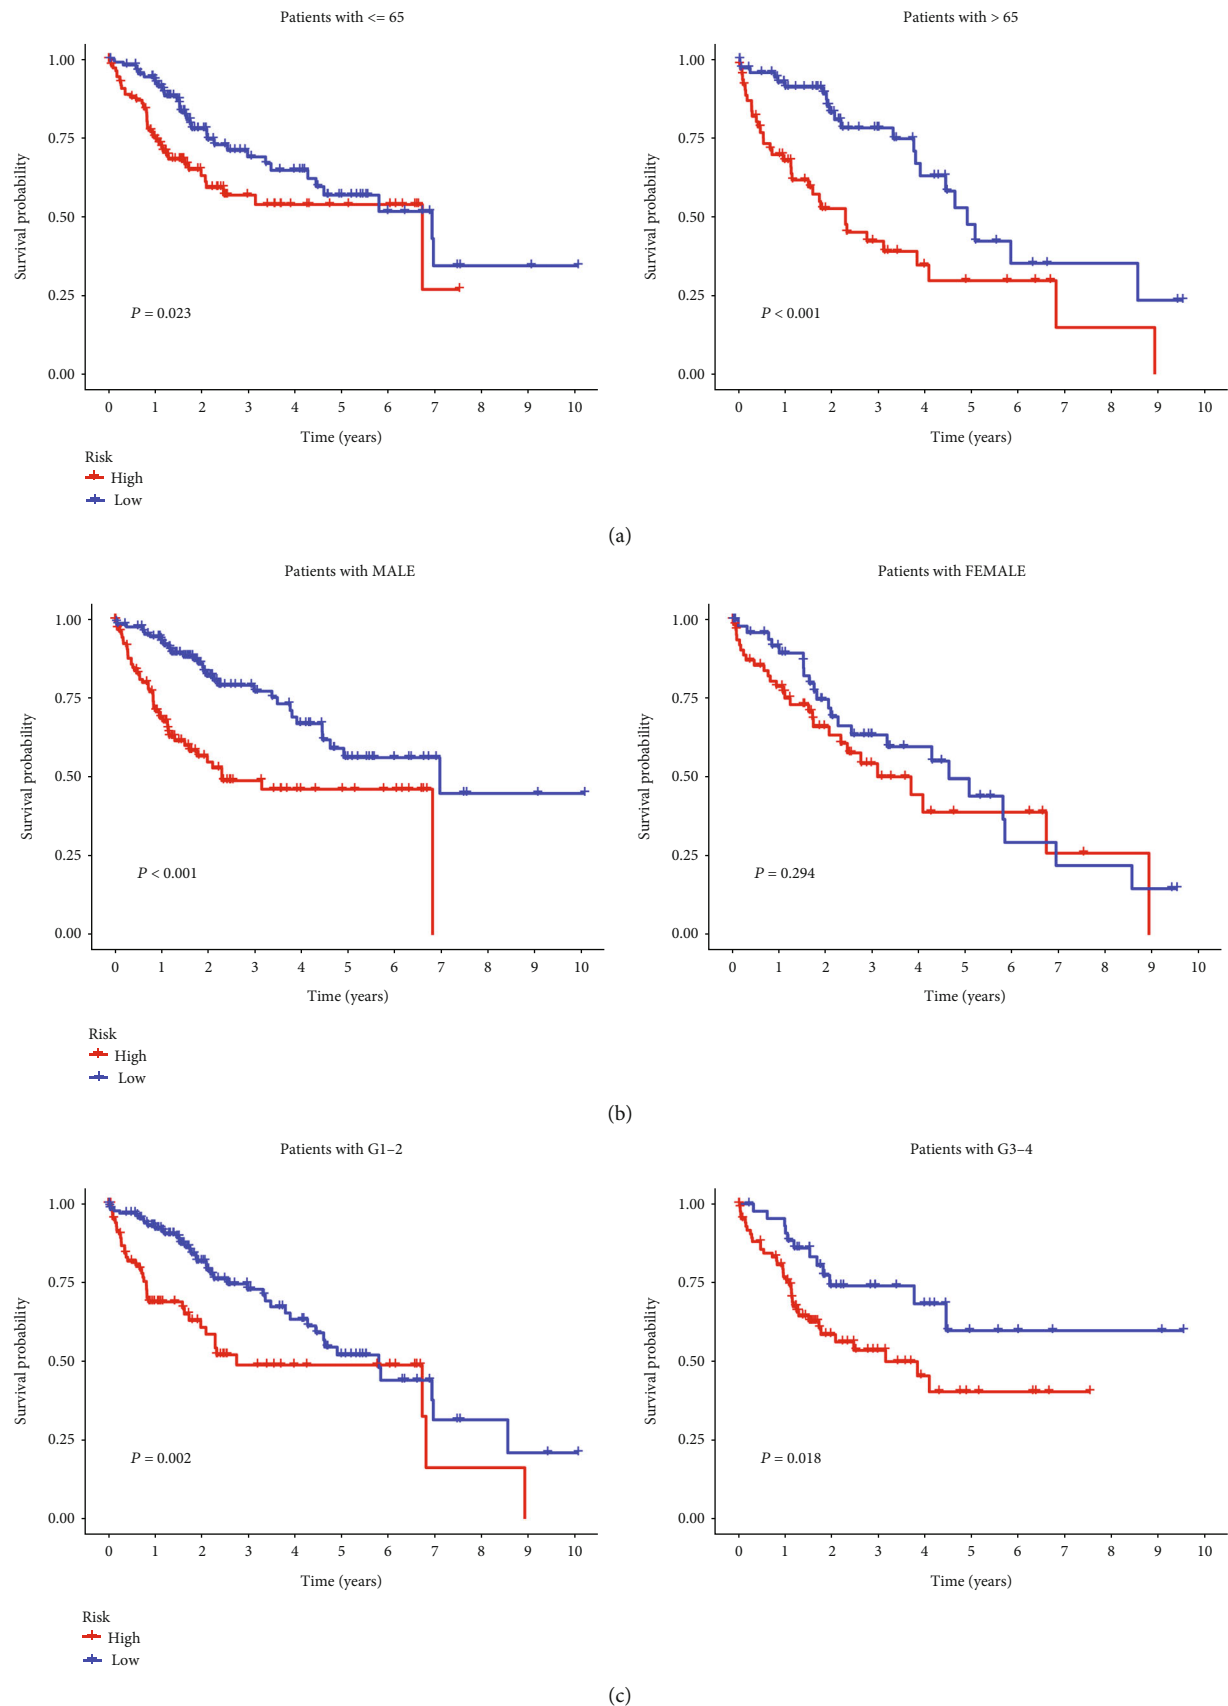 Patients with <= 65
1.00
0.75
0.50
0.25
0.00
Survival probability
P = 0.023
0 1 2 3 4 5 6 7 8 9 10
Time (years)
Patients with > 65
1.00
0.75
0.50
0.25
0.00
Survival probability
P < 0.001
0 1 2 3 4 5 6 7 8 9 10
Time (years)
Risk
High
Low
(a)
Patients with MALE
1.00
0.75
0.50
0.25
0.00
Survival probability
P < 0.001
0 1 2 3 4 5 6 7 8 9 10
Time (years)
Patients with FEMALE
1.00
0.75
0.50
0.25
0.00
Survival probability
P = 0.294
0 1 2 3 4 5 6 7 8 9 10
Time (years)
Risk
High
Low
(b)
Patients with G1–2
1.00
0.75
0.50
0.25
0.00
Survival probability
P = 0.002
0 1 2 3 4 5 6 7 8 9 10
Time (years)
Patients with G3–4
1.00
0.75
0.50
0.25
0.00
Survival probability
P = 0.018
0 1 2 3 4 5 6 7 8 9 10
Time (years)
Risk
High
Low
(c)